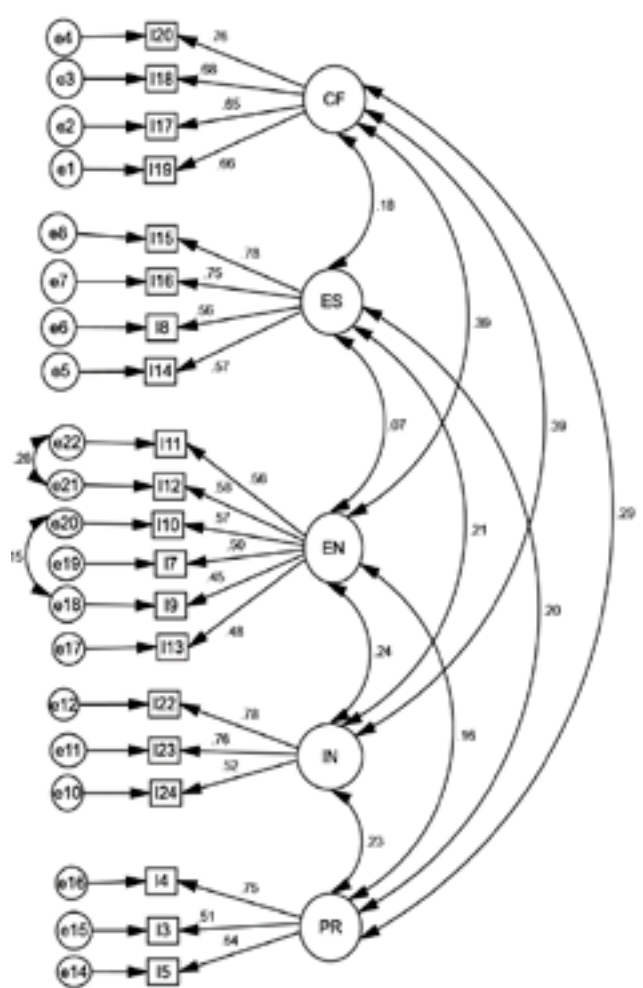 e4 I20 .76
e3 I18 .68 CF
e2 I17 .65
e1 I19 .66
.18
e8 I15 .78
e7 I16 .75 ES
e6 I8 .56
e5 I14 .57
.39
.07 .39
e22 I11 .56
.26
e21 I12 .58
e20 I10 .57
.29
e19 I7 .50 EN .21
15
e18 I9 .45
.20
e17 I13 .48
.24
e12 I22 .78
.16
e11 I23 .76 IN
e10 I24 .52
.23
e16 I4 .75
e15 I3 .51 PR
e14 I5